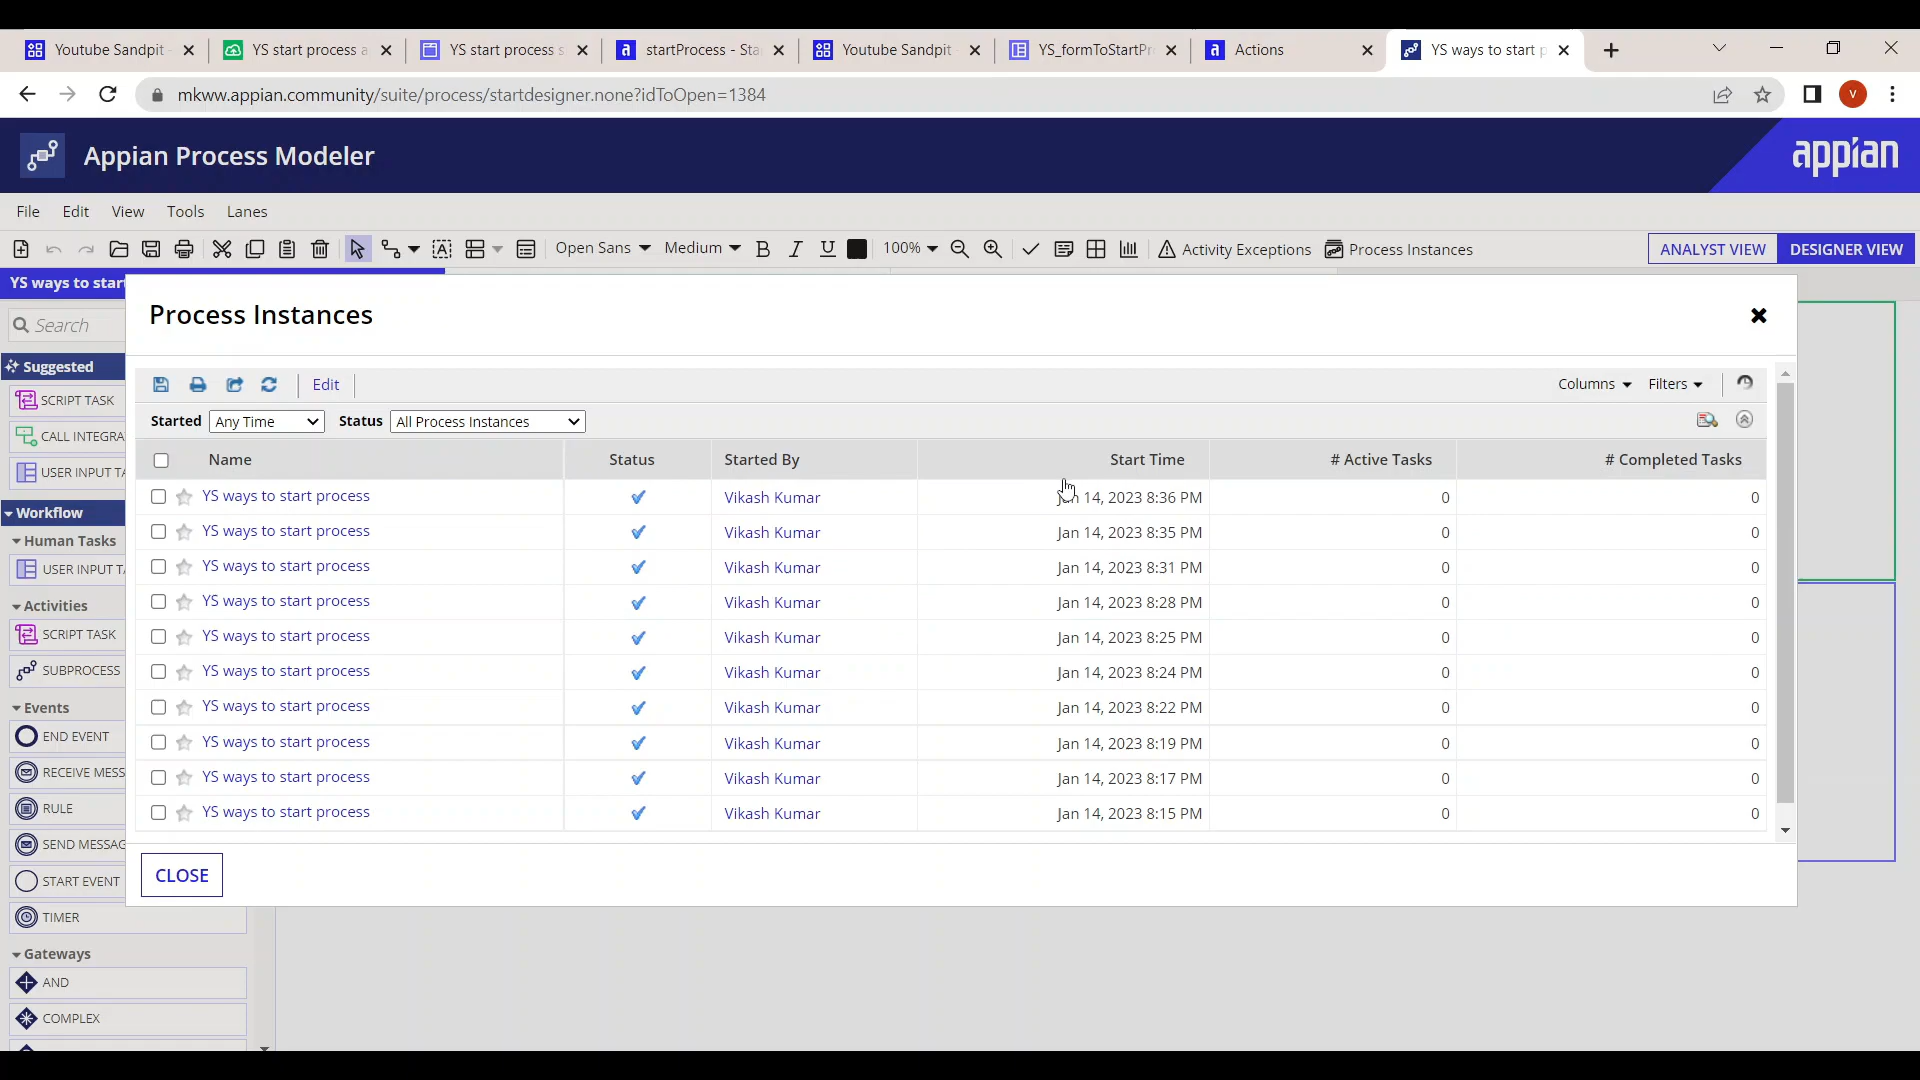 Youtube Sandpit -
YS start process a
YS start process s
startProcess - Sta
Youtube Sandpit -
YS_formToStartPr
Actions
YS ways to start p
mkww.appian.community/suite/process/startdesigner.none?idToOpen=1384
V
Appian Process Modeler
appian
File Edit View Tools Lanes
Open Sans Medium B I U 100% Activity Exceptions Process Instances ANALYST VIEW DESIGNER VIEW
YS ways to start
Process Instances
Search
Suggested
SCRIPT TASK
CALL INTEGRA
USER INPUT TA
Workflow
Human Tasks
USER INPUT TA
Activities
SCRIPT TASK
SUBPROCESS
Events
END EVENT
RECEIVE MESS
RULE
SEND MESSAG
START EVENT
TIMER
Gateways
AND
COMPLEX
Edit Columns Filters
Started Any Time Status All Process Instances
Name Status Started By Start Time # Active Tasks # Completed Tasks
YS ways to start process Vikash Kumar Jan 14, 2023 8:36 PM 0 0
YS ways to start process Vikash Kumar Jan 14, 2023 8:35 PM 0 0
YS ways to start process Vikash Kumar Jan 14, 2023 8:31 PM 0 0
YS ways to start process Vikash Kumar Jan 14, 2023 8:28 PM 0 0
YS ways to start process Vikash Kumar Jan 14, 2023 8:25 PM 0 0
YS ways to start process Vikash Kumar Jan 14, 2023 8:24 PM 0 0
YS ways to start process Vikash Kumar Jan 14, 2023 8:22 PM 0 0
YS ways to start process Vikash Kumar Jan 14, 2023 8:19 PM 0 0
YS ways to start process Vikash Kumar Jan 14, 2023 8:17 PM 0 0
YS ways to start process Vikash Kumar Jan 14, 2023 8:15 PM 0 0
CLOSE